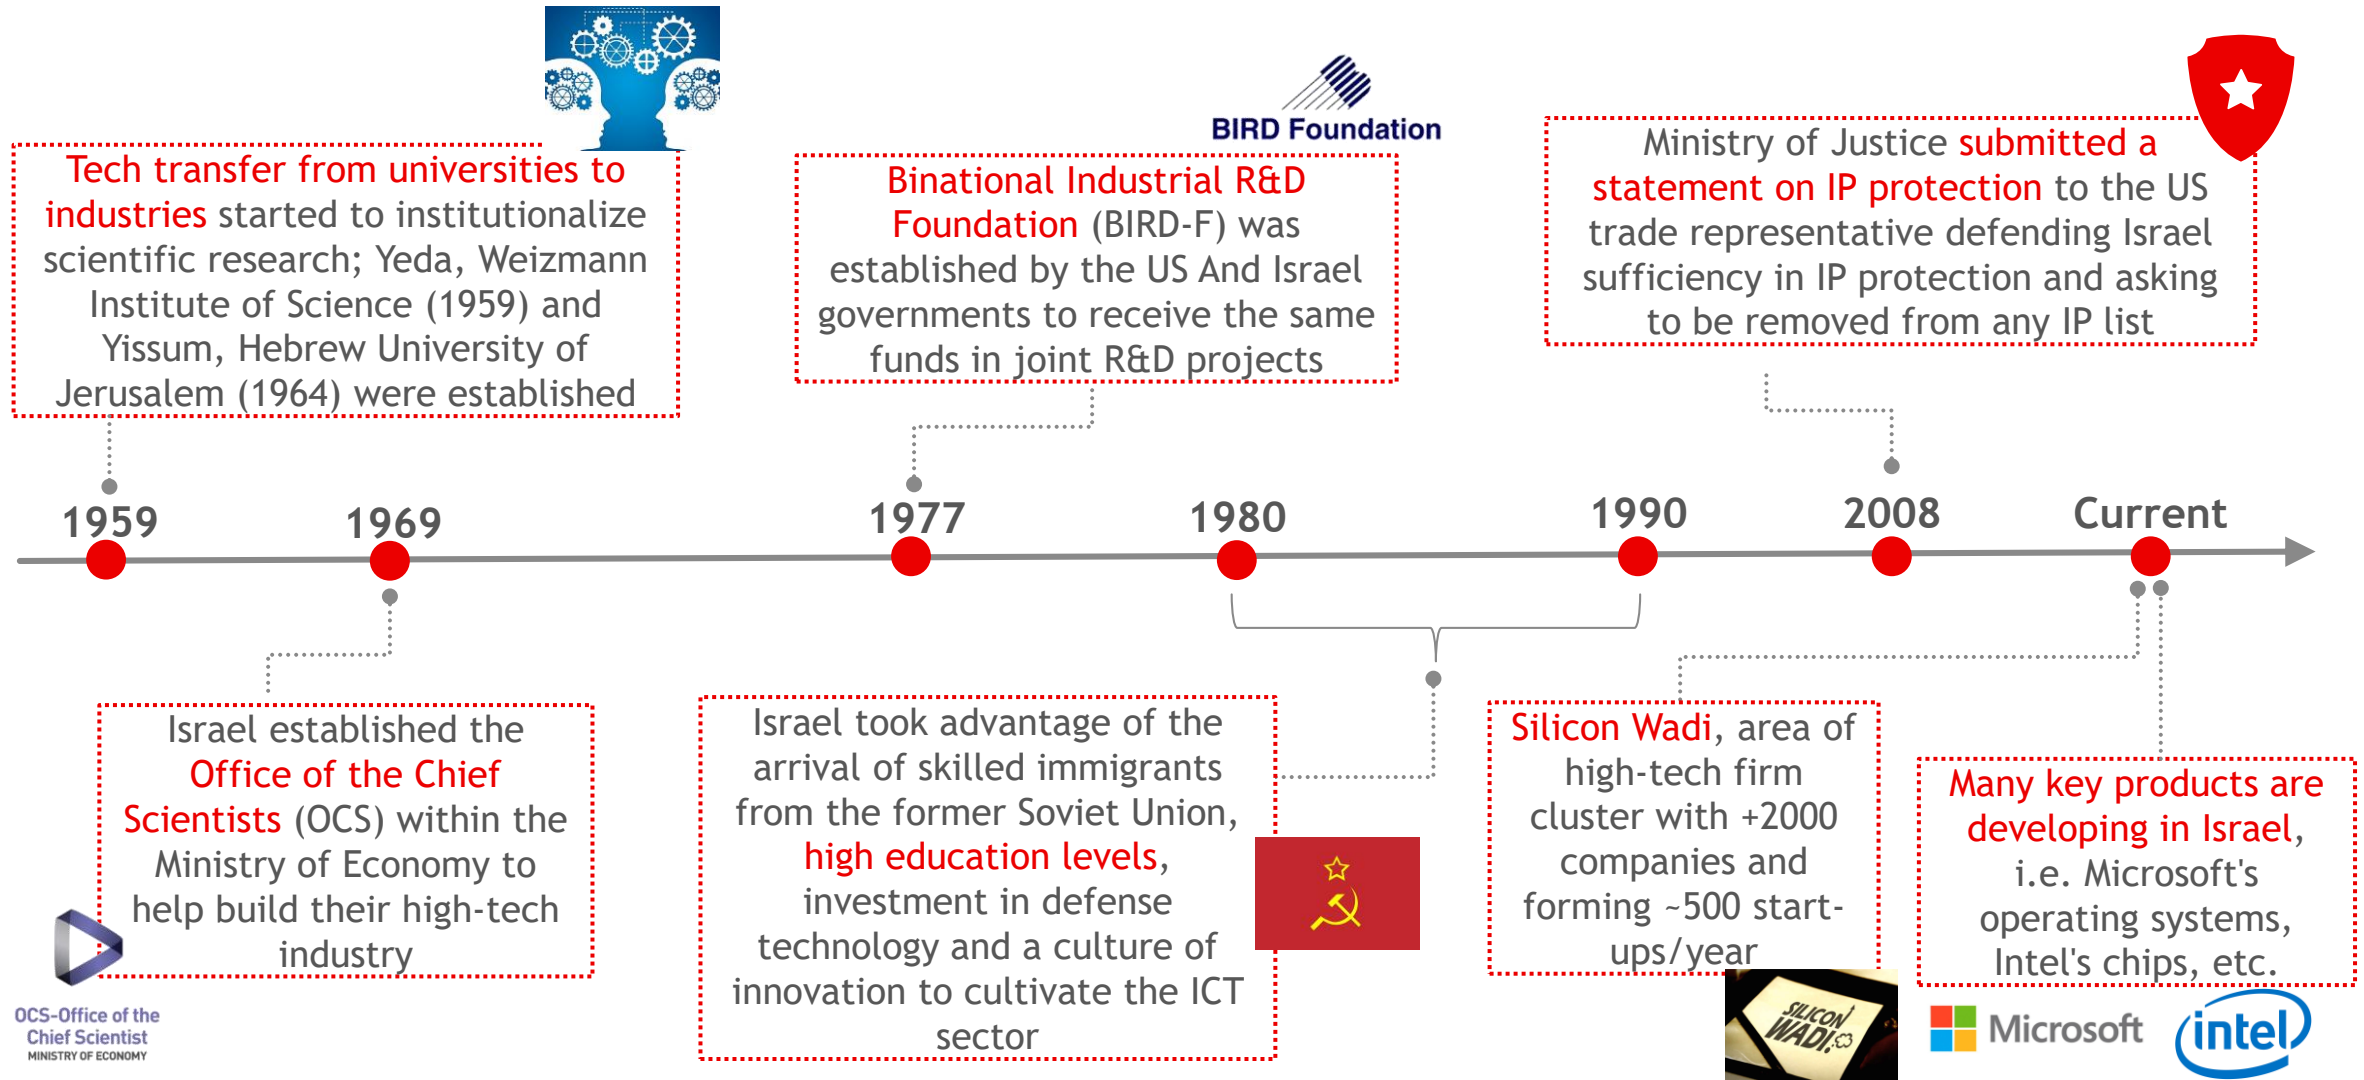 BIRD Foundation
Tech transfer from universities to
industries started to institutionalize
scientific research; Yeda, Weizmann
Institute of Science (1959) and
Yissum, Hebrew University of
Jerusalem (1964) were established
Binational Industrial R&D
Foundation (BIRD-F) was
established by the US And Israel
governments to receive the same
funds in joint R&D projects
Ministry of Justice submitted a
statement on IP protection to the US
trade representative defending Israel
sufficiency in IP protection and asking
to be removed from any IP list
1959
1969
1977
1980
1990
2008
Current
Israel established the
Office of the Chief
Scientists (OCS) within the
Ministry of Economy to
help build their high-tech
industry
OCS-Office of the
Chief Scientist
MINISTRY OF ECONOMY
Israel took advantage of the
arrival of skilled immigrants
from the former Soviet Union,
high education levels,
investment in defense
technology and a culture of
innovation to cultivate the ICT
sector
Silicon Wadi, area of
high-tech firm
cluster with +2000
companies and
forming ~500 start-
ups/year
SILICON
WADI
Many key products are
developing in Israel,
i.e. Microsoft's
operating systems,
Intel's chips, etc.
Microsoft
intel